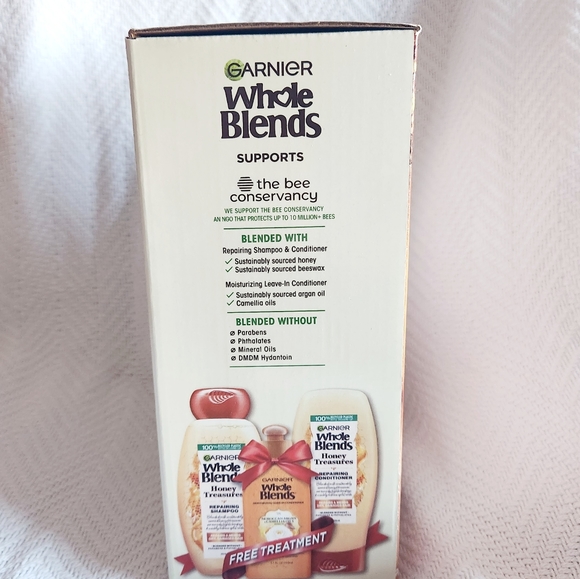 GARNIER
Whole
Blends
SUPPORTS
the bee
conservancy
WE SUPPORT THE BEE CONSERVANCY
AN NGO THAT PROTECTS UP TO 10 MILLION+ BEES
BLENDED WITH
Repairing Shampoo & Conditioner
✓ Sustainably sourced honey
✓ Sustainably sourced beeswax
Moisturizing Leave-In Conditioner
✓ Sustainably sourced argan oil
✓ Camellia oils
BLENDED WITHOUT
Ø Parabens
Ø Phthalates
Ø Mineral Oils
Ø DMDM Hydantoin
100%
GARNIER
Whole
Blends
Honey
Treasures
REPAIRING
SHAMPOO
GARNIER
Whole
Blends
100%
GARNIER
Whole
Blends
Honey
Treasures
REPAIRING
CONDITIONER
FREE TREATMENT